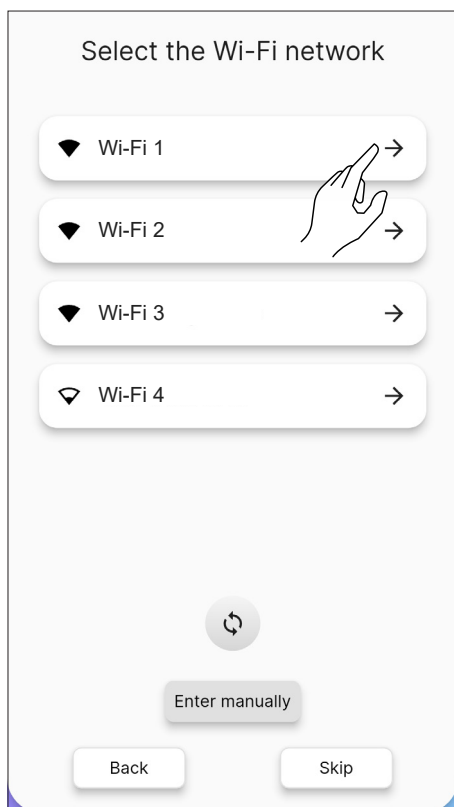 Select the Wi-Fi network
Wi-Fi 1
Wi-Fi 2
Wi-Fi 3
Wi-Fi 4
Enter manually
Back
Skip